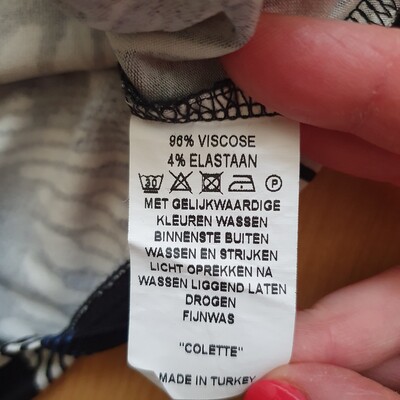 96% VISCOSE
4% ELASTAAN
30 P
MET GELIJKWAARDIGE
KLEUREN WASSEN
BINNENSTE BUITEN
WASSEN EN STRIJKEN
LICHT OPREKKEN NA
WASSEN LIGGEND LATEN
DROGEN
FIJNWAS
"COLETTE"
MADE IN TURKEY